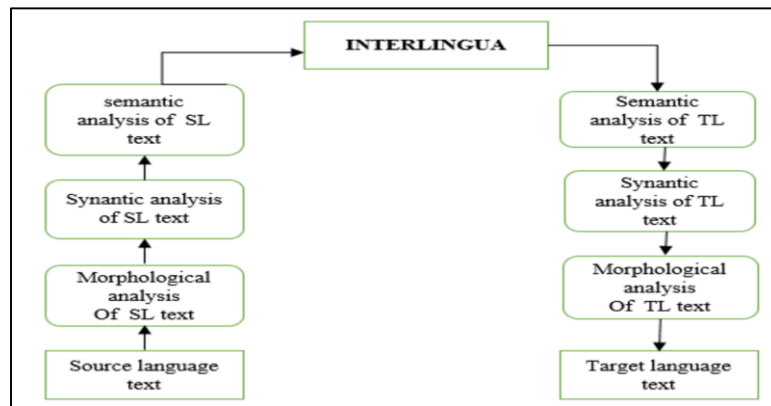 INTERLINGUA
semantic
analysis of SL
text
Synantic analysis
of SL text
Morphological
analysis
Of SL text
Source language
text
Semantic
analysis of TL
text
Synantic
analysis of TL
text
Morphological
analysis
Of TL text
Target language
text